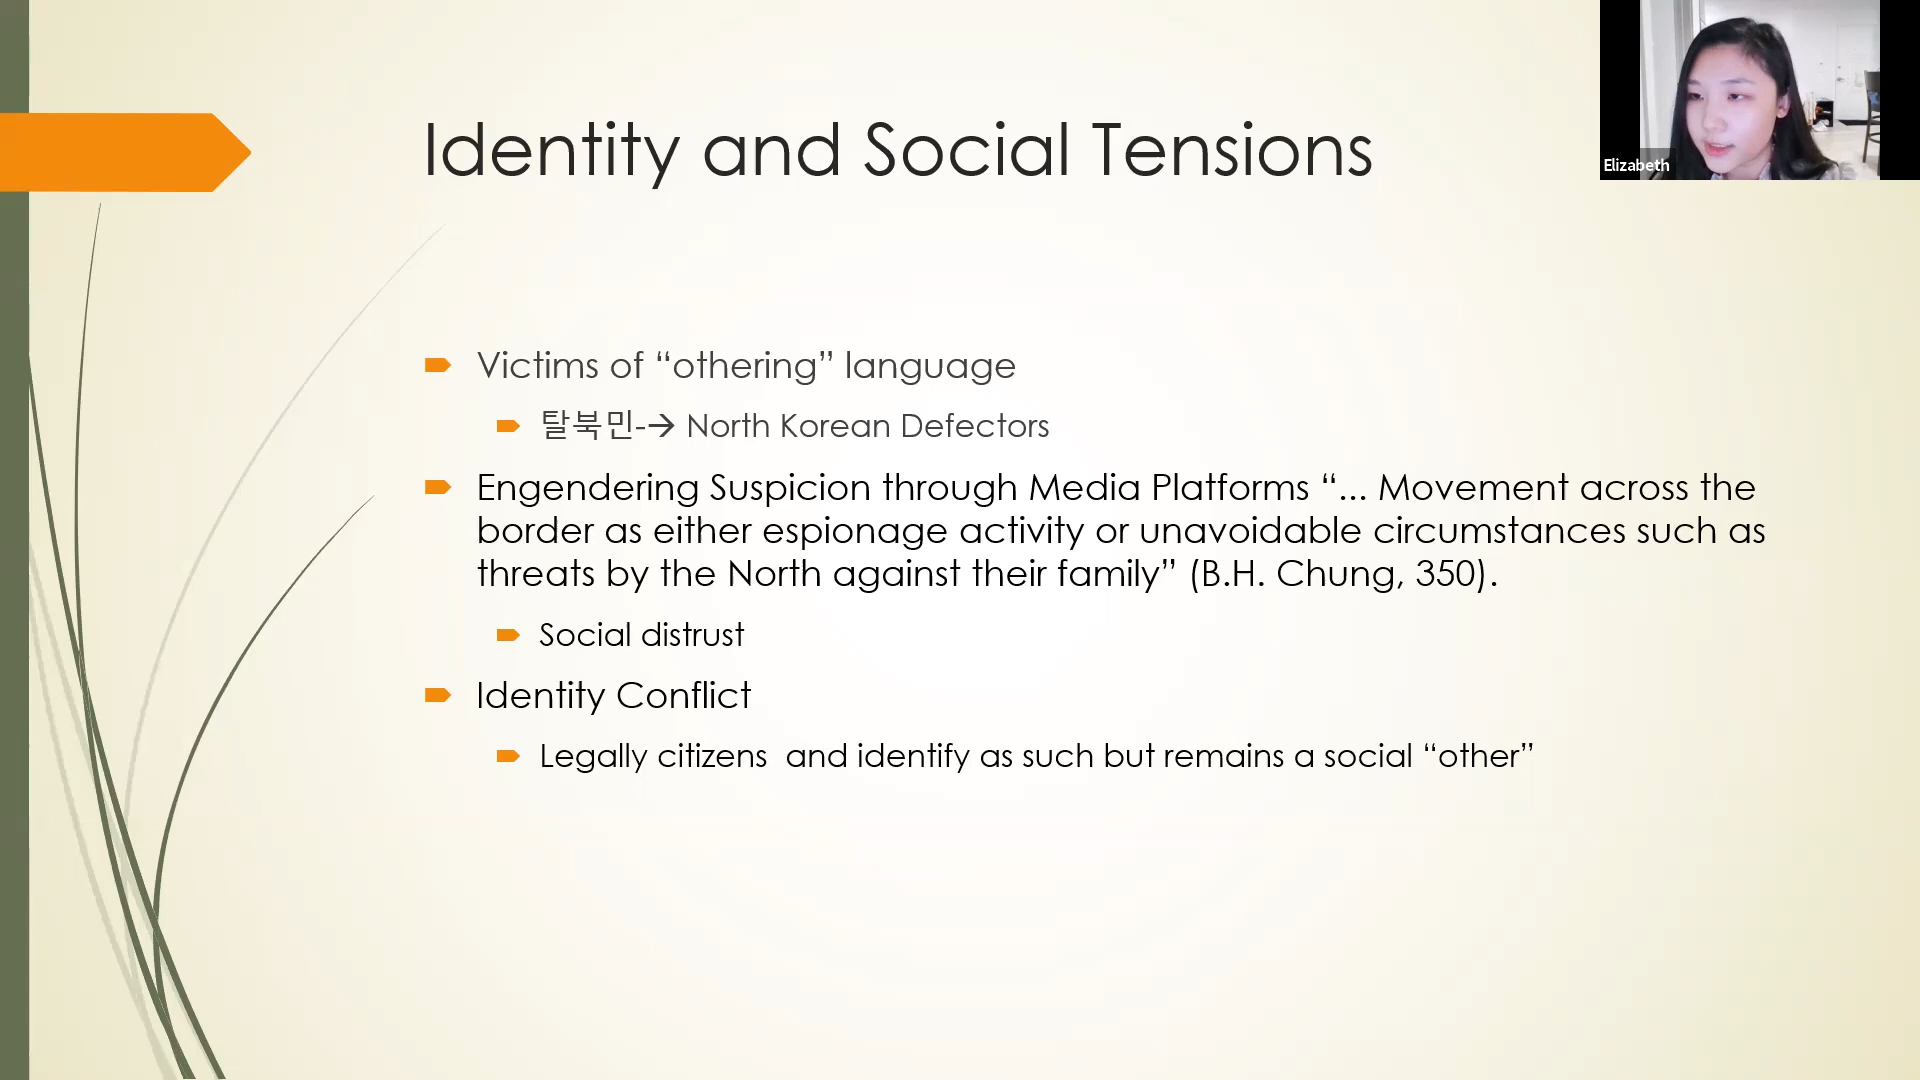 Identity and Social Tensions
Elizabeth
Victims of “othering” language
탈북민-→ North Korean Defectors
Engendering Suspicion through Media Platforms “... Movement across the
border as either espionage activity or unavoidable circumstances such as
threats by the North against their family” (B.H. Chung, 350).
Social distrust
Identity Conflict
Legally citizens  and identify as such but remains a social “other”